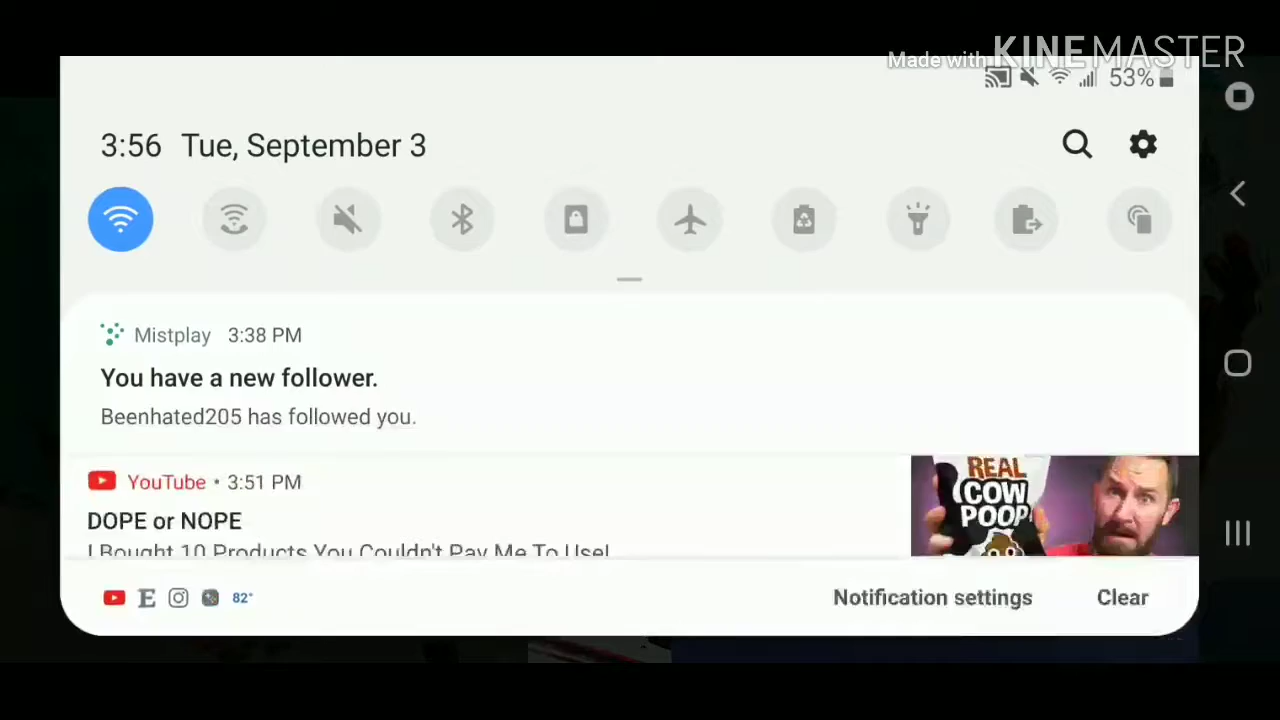 Made with KINEMASTER
53%
3:56 Tue, September 3
Mistplay 3:38 PM
You have a new follower.
Beenhated205 has followed you.
YouTube • 3:51 PM
DOPE or NOPE
I Bought 10 Products You Couldn't Pay Me To Use!
REAL
COW
POOP
E 82°
Notification settings Clear